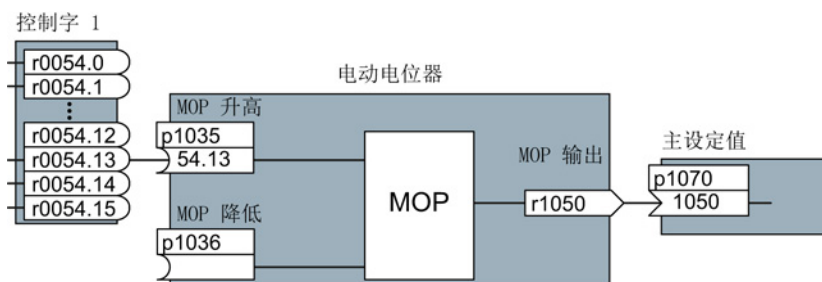 控制字 1
r0054.0
r0054.1
r0054.12
r0054.13
r0054.14
r0054.15
电动电位器
MOP 升高
p1035
54.13
MOP 降低
p1036
MOP
MOP 输出
r1050
主设定值
p1070
1050